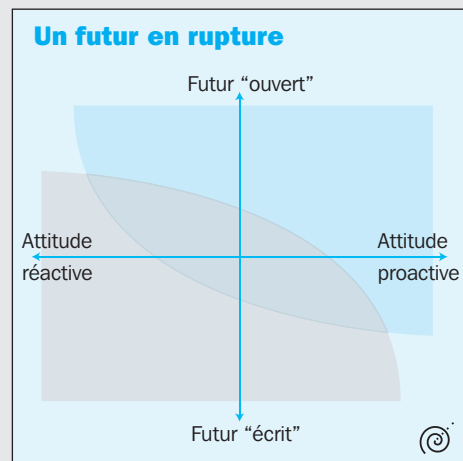 Un futur en rupture
Futur “ouvert”
Attitude
réactive
Attitude
proactive
Futur “écrit”